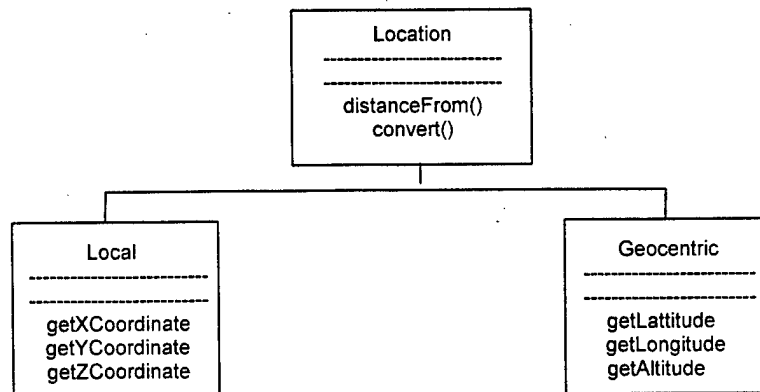 Location
distanceFrom()
convert()
Local
getXCoordinate
getYCoordinate
getZCoordinate
Geocentric
getLattitude
getLongitude
getAltitude